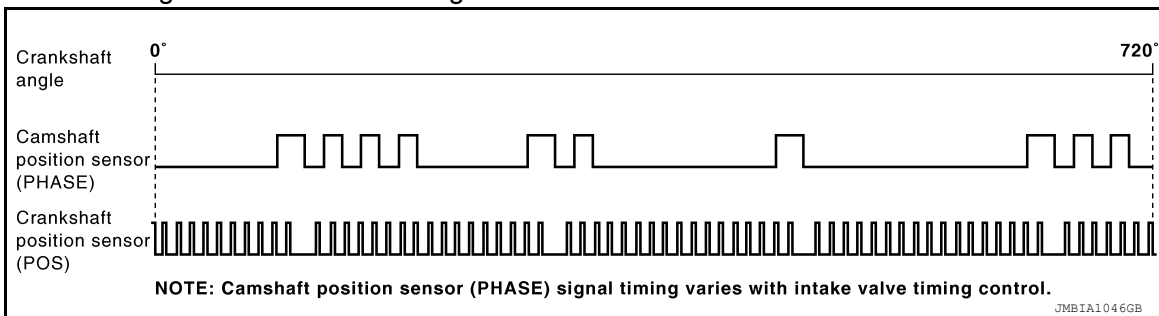 Crankshaft
angle
0°
720°
Camshaft
position sensor
(PHASE)
Crankshaft
position sensor
(POS)
NOTE: Camshaft position sensor (PHASE) signal timing varies with intake valve timing control.
JMBIA1046GB